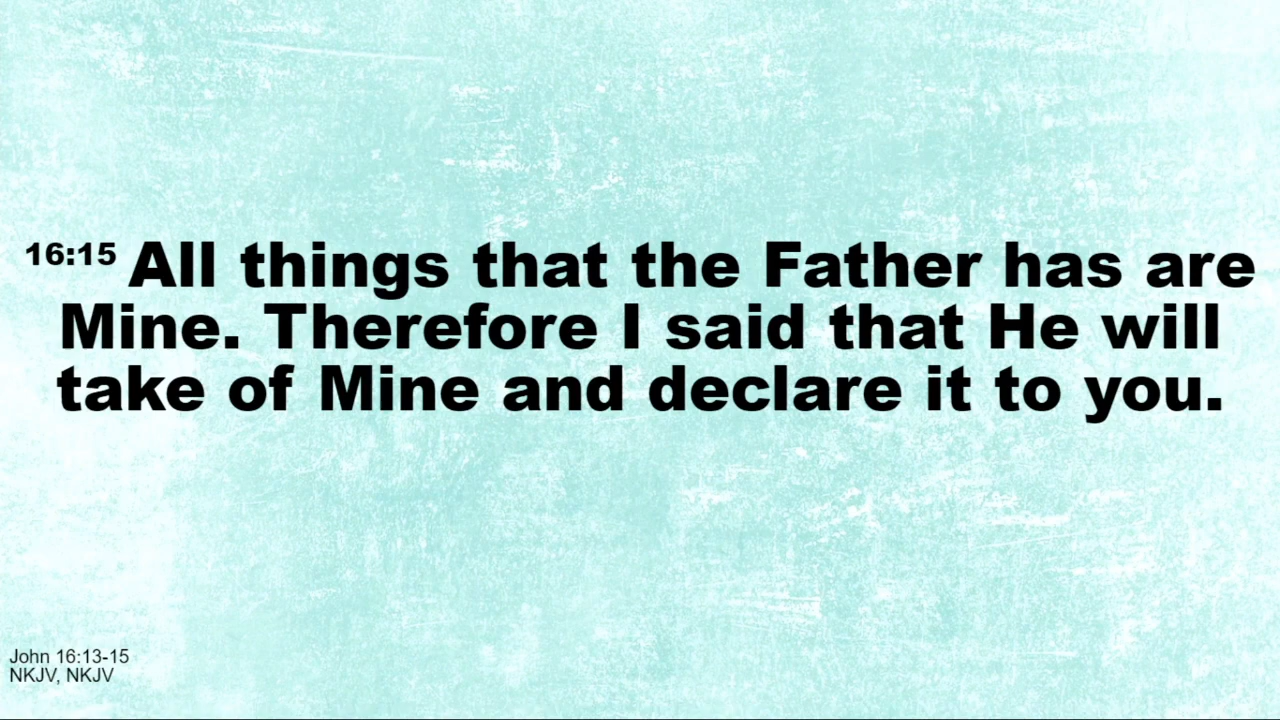 16:15 All things that the Father has are
Mine. Therefore I said that He will
take of Mine and declare it to you.
John 16:13-15
NKJV, NKJV